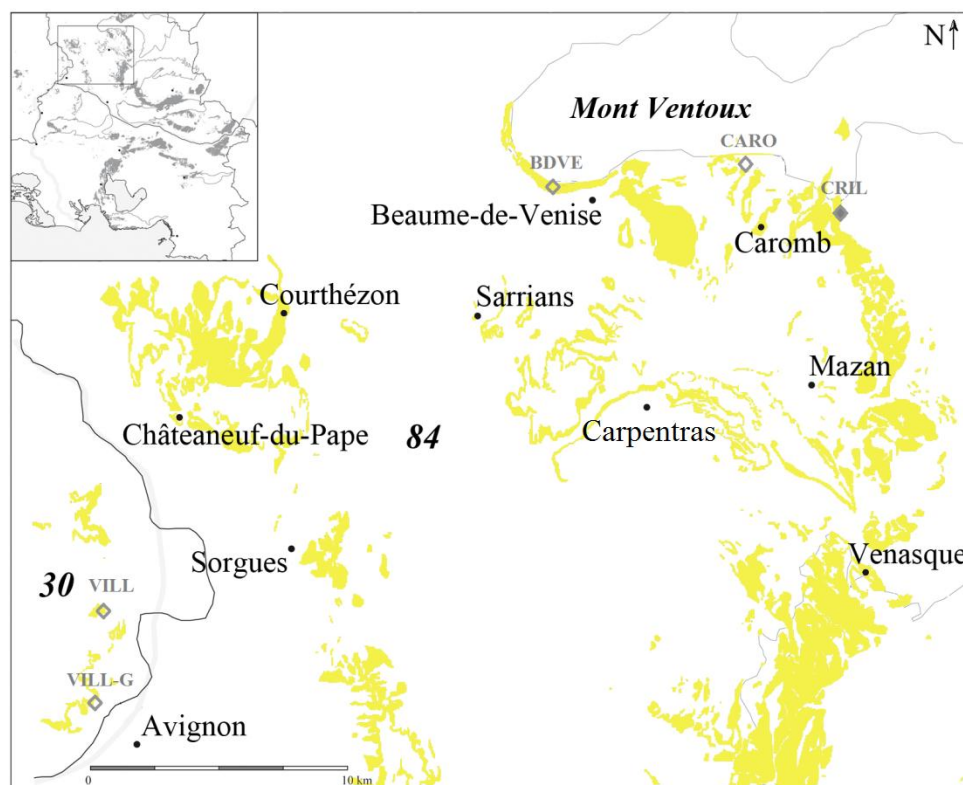 N
Mont Ventoux
CARO
BDVE
CRIL
Beaume-de-Venise
Caromb
Courthézon
Sarrians
Mazan
Châteaneuf-du-Pape
84
Carpentras
Sorgues
Venasque
30
VILL
VILL-G
Avignon
0
10 km